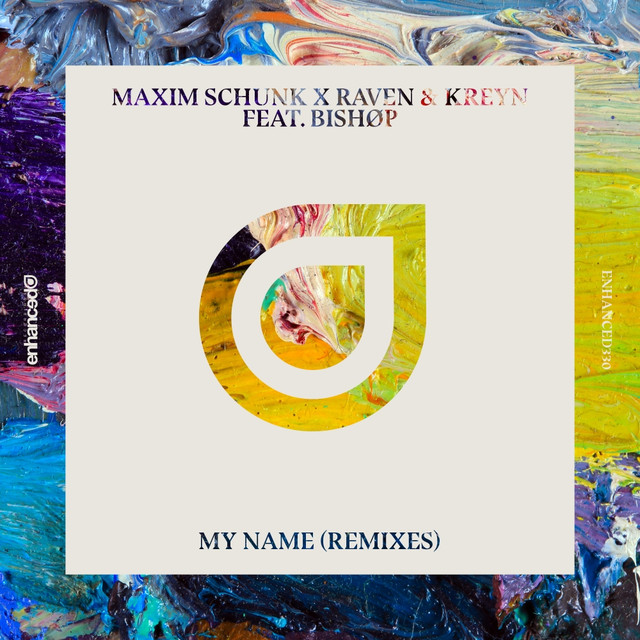 MAXIM SCHUNK X RAVEN & KREYN
FEAT. BISHØP
enhanced
ENHANCED330
MY NAME (REMIXES)